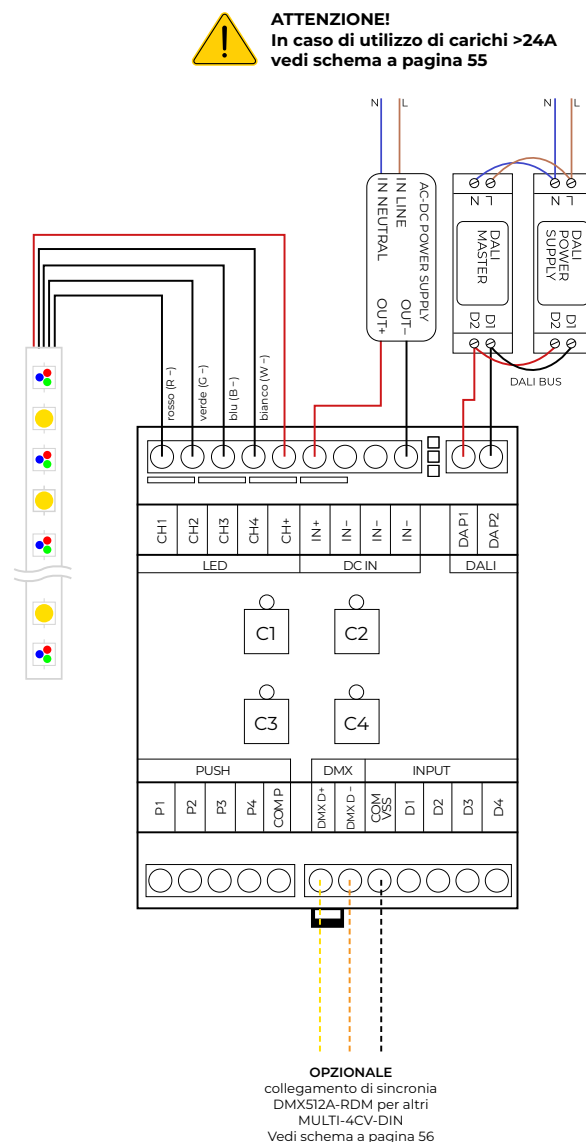 ATTENZIONE!
In caso di utilizzo di carichi >24A
vedi schema a pagina 55
N
L
N
L
IN NEUTRAL
IN LINE
AC-DC POWER SUPPLY
OUT+
OUT-
N
L
DALI
MASTER
D2
D1
N
L
DALI
POWER
SUPPLY
D2
D1
DALI BUS
rosso (R -)
verde (G -)
blu (B -)
bianco (W -)
CH1
CH2
CH3
CH4
CH+
IN+
IN-
IN-
IN-
DA P1
DA P2
LED
DC IN
DALI
C1
C2
C3
C4
PUSH
DMX
INPUT
P1
P2
P3
P4
COM P
DMX D+
DMX D -
COM
VSS
D1
D2
D3
D4
OPZIONALE
collegamento di sincronia
DMX512A-RDM per altri
MULTI-4CV-DIN
Vedi schema a pagina 56